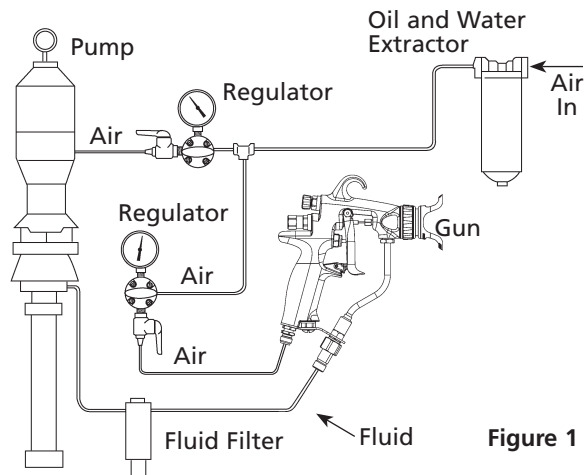 Oil and Water
Extractor
Pump
Regulator
Air
In
Air
Regulator
Gun
Air
Air
Fluid Filter
Fluid
Figure 1